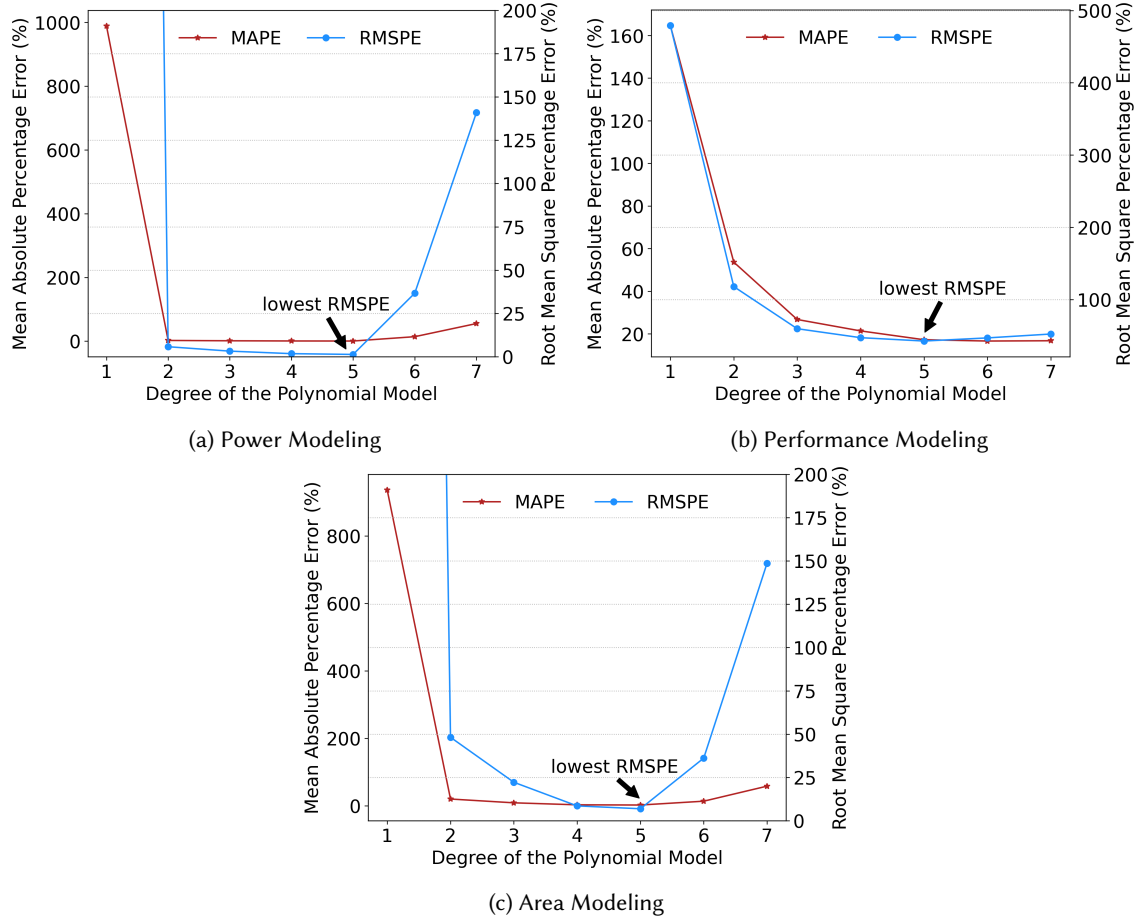 Mean Absolute Percentage Error (%)
1000
800
600
400
200
0
MAPE
RMSPE
lowest RMSPE
200
175
150
125
100
75
50
25
0
Root Mean Square Percentage Error (%)
1 2 3 4 5 6 7
Degree of the Polynomial Model
(a) Power Modeling
Mean Absolute Percentage Error (%)
160
140
120
100
80
60
40
20
MAPE
RMSPE
lowest RMSPE
500
400
300
200
100
Root Mean Square Percentage Error (%)
1 2 3 4 5 6 7
Degree of the Polynomial Model
(b) Performance Modeling
Mean Absolute Percentage Error (%)
800
600
400
200
0
MAPE
RMSPE
lowest RMSPE
200
175
150
125
100
75
50
25
0
Root Mean Square Percentage Error (%)
1 2 3 4 5 6 7
Degree of the Polynomial Model
(c) Area Modeling